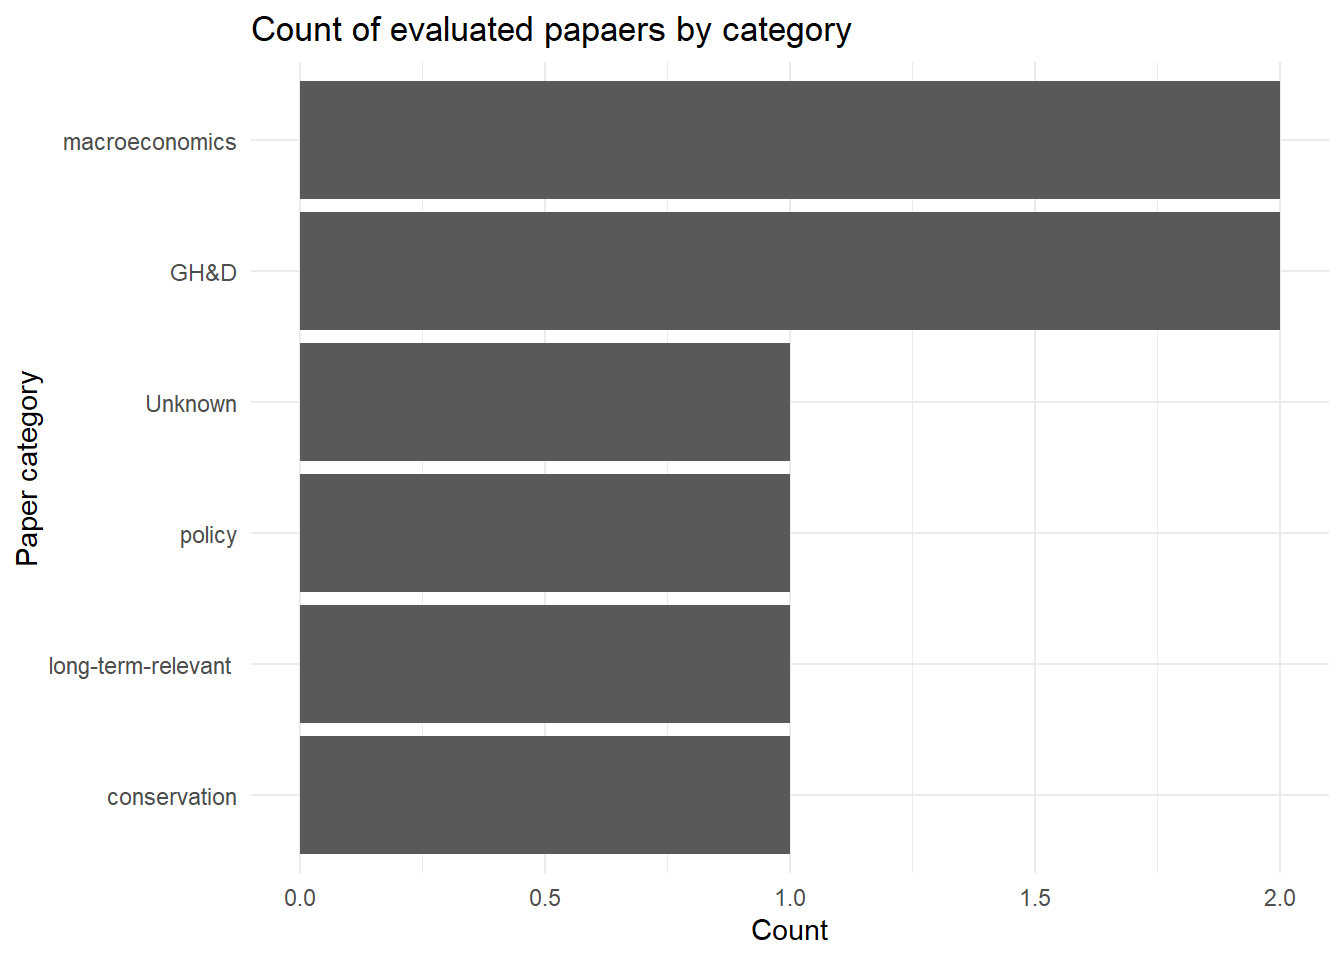 Count of evaluated papaers by category
macroeconomics
GH&D
Unknown
policy
long-term-relevant
conservation
Paper category
0.0 0.5 1.0 1.5 2.0
Count